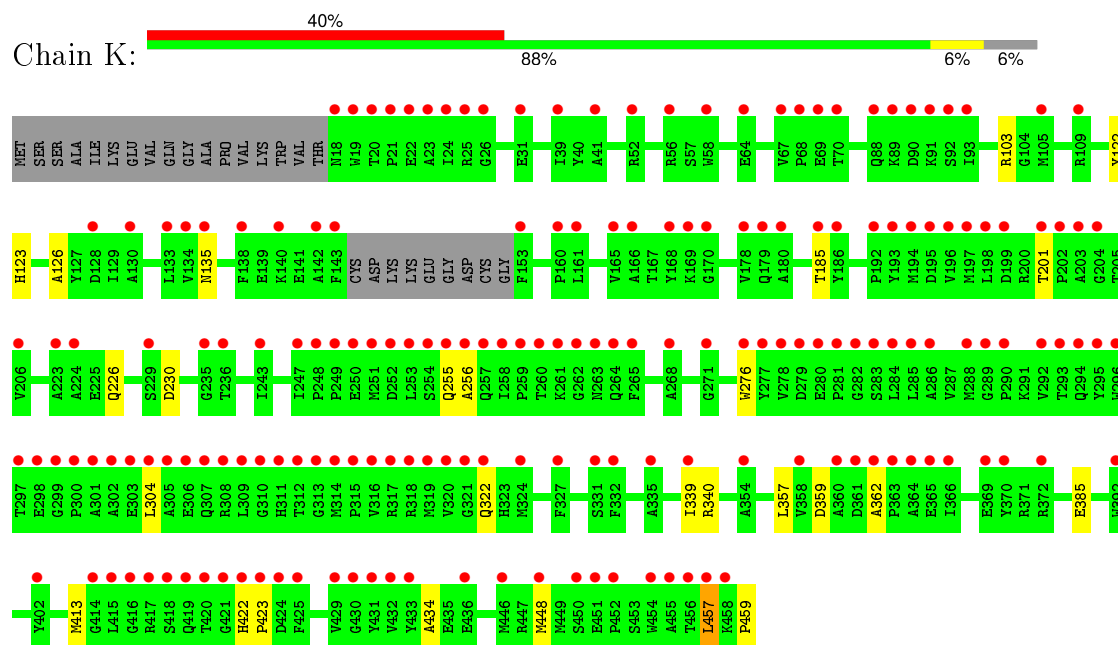 40%
Chain K:
88% 6% 6%
MET SER SER ALA ILE LYS GLU VAL GLN GLY ALA PRO VAL LYS TRP VAL THR N18 W19 T20 P21 E22 A23 I24 R25 G26 E31 I39 Y40 A41 R52 R56 S57 W58 E64 V67 P68 E69 T70 Q88 K89 D90 K91 S92 I93 R103 G104 M105 R109 Y122
H123 A126 Y127 D128 I129 A130 L133 V134 N135 F138 E139 K140 E141 A142 F143 CYS ASP LYS LYS GLU GLY ASP CYS GLY F153 P160 L161 V165 A166 T167 Y168 K169 G170 V178 Q179 A180 T185 Y186 P192 Y193 M194 D195 V196 M197 L198 D199 R200 T201 P202 A203 G204 T205
V206 A223 A224 E225 Q226 S229 D230 G235 T236 I243 I247 P248 P249 E250 M251 D252 L253 S254 Q255 A256 Q257 I258 P259 T260 K261 G262 N263 Q264 F265 A268 G271 W276 Y277 V278 D279 E280 P281 G282 S283 L284 L285 A286 V287 M288 G289 P290 K291 V292 T293 Q294 Y295 W296
T297 E298 G299 P300 A301 A302 E303 L304 A305 E306 Q307 R308 L309 G310 H311 T312 G313 M314 P315 V316 R317 R318 M319 V320 G321 Q322 H323 M324 F327 S331 F332 A335 I339 R340 A354 L357 V358 D359 A360 D361 A362 P363 A364 E365 I366 E369 Y370 R371 R372 E385 W392
Y402 M413 G414 L415 G416 R417 S418 Q419 T420 G421 H422 P423 D424 F425 V429 G430 Y431 V432 Y433 A434 E435 E436 M446 R447 M448 M449 S450 E451 P452 S453 W454 A455 T456 L457 K458 P459